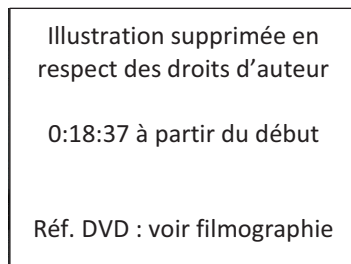 Illustration supprimée en
respect des droits d’auteur
0:18:37 à partir du début
Réf. DVD : voir filmographie